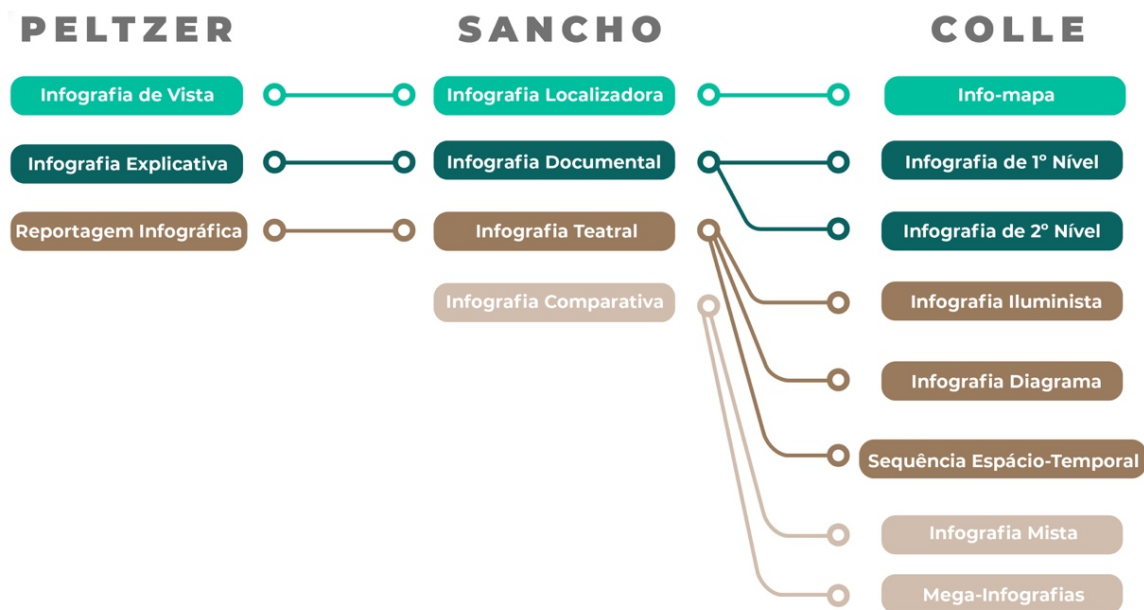 PELTZER SANCHO COLLE
Infografia de Vista Infografia Localizadora Info-mapa
Infografia Explicativa Infografia Documental Infografia de 1º Nível
Reportagem Infográfica Infografia Teatral Infografia de 2º Nível
Infografia Comparativa Infografia Iluminista
Infografia Diagrama
Sequência Espácio-Temporal
Infografia Mista
Mega-Infografias